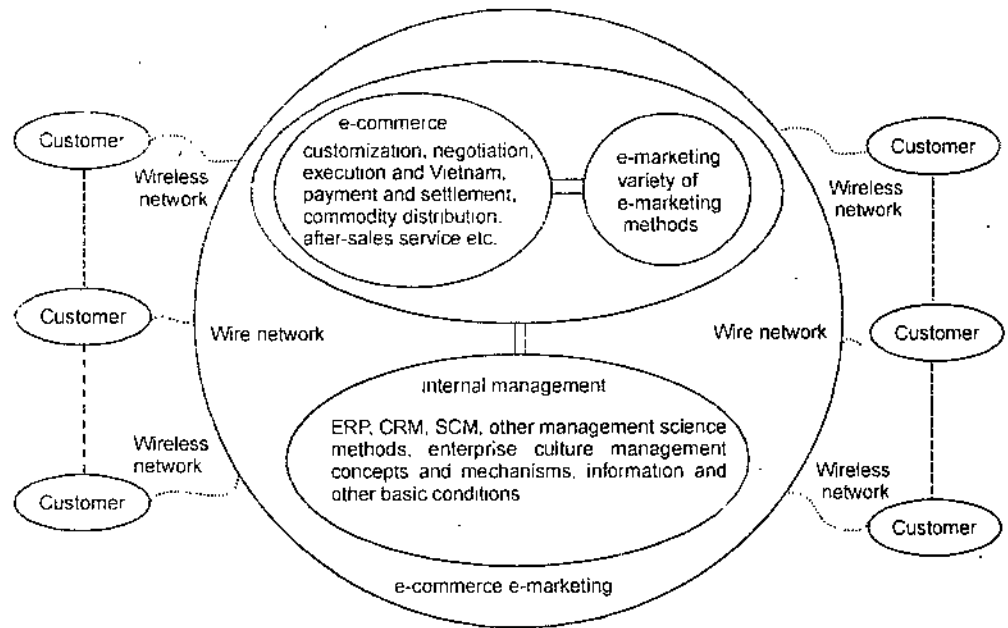 Customer
Wireless
network
Customer
Wire network
Wireless
network
Customer
e-commerce
customization, negotiation,
execution and Vietnam,
payment and settlement,
commodity distribution.
after-sales service etc.
e-marketing
variety of
e-marketing
methods
internal management
ERP, CRM, SCM, other management science
methods, enterprise culture management
concepts and mechanisms, information and
other basic conditions
e-commerce e-marketing
Customer
Wireless
network
Wire network
Customer
Wireless
network
Customer